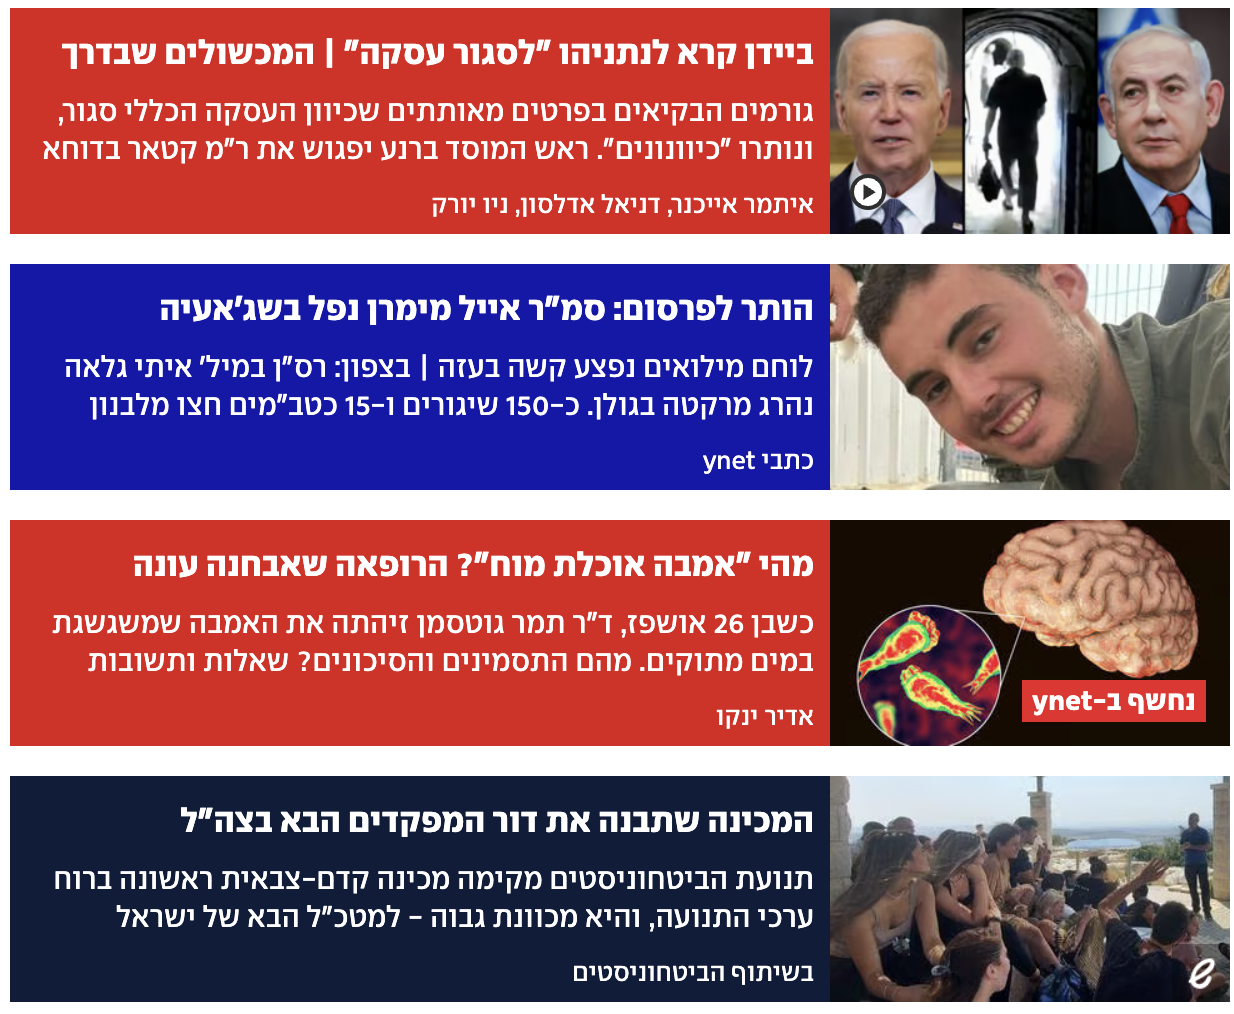 ביידן קרא לנתניהו "לסגור עסקה" | המכשולים שבדרך
גורמים הבקיאים בפרטים מאותתים שכיוון העסקה הכללי סגור,
ונותרו "כיוונונים". ראש המוסד ברנע יפגוש את ר"מ קטאר בדוחא
איתמר אייכנר, דניאל אדלסון, ניו יורק
הותר לפרסום: סמ"ר אייל מימרן נפל בשג'אעיה
לוחם מילואים נפצע קשה בעזה | בצפון: רס"ן במיל' איתי גלאה
נהרג מרקטה בגולן. כ-150 שיגורים ו-15 כטב"מים חצו מלבנון
כתבי ynet
מהי "אמבה אוכלת מוח"? הרופאה שאבחנה עונה
כשבן 26 אושפז, ד"ר תמר גוטסמן זיהתה את האמבה שמשגשגת
במים מתוקים. מהם התסמינים והסיכונים? שאלות ותשובות
אדיר ינקו
נחשף ב-ynet
המכינה שתבנה את דור המפקדים הבא בצה"ל
תנועת הביטחוניסטים מקימה מכינה קדם-צבאית ראשונה ברוח
ערכי התנועה, והיא מכוונת גבוה - למטכ"ל הבא של ישראל
בשיתוף הביטחוניסטים
e